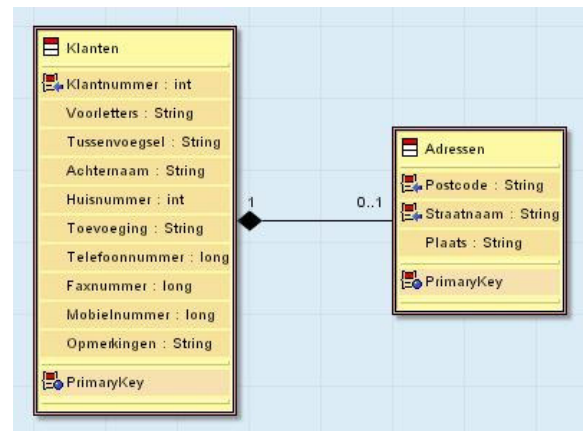 Klanten
Klantnummer : int
Voorletters : String
Tussenvoegsel : String
Achternaam : String
Huisnummer : int
Toevoeging : String
Telefoonnummer : long
Faxnummer : long
Mobielnummer : long
Opmerkingen : String
PrimaryKey
1
0..1
Adressen
Postcode : String
Straatnaam : String
Plaats : String
PrimaryKey